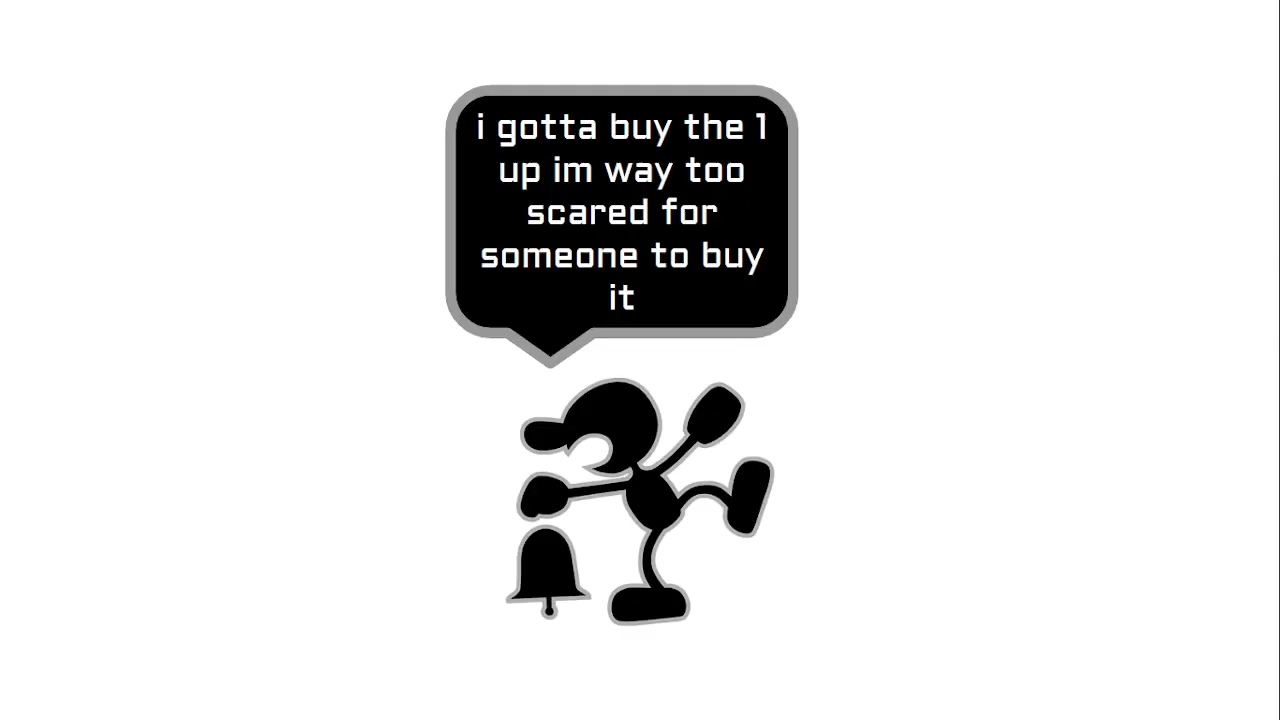 i gotta buy the 1
up im way too
scared for
someone to buy
it